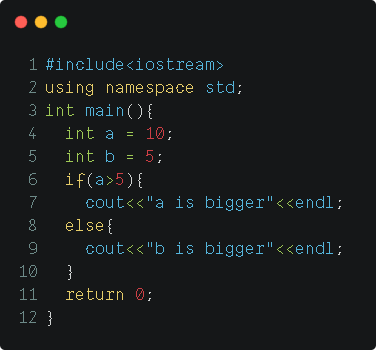 1 #include<iostream>
2 using namespace std;
3 int main(){
4   int a = 10;
5   int b = 5;
6   if(a>5){
7     cout<<"a is bigger"<<endl;
8   else{
9     cout<<"b is bigger"<<endl;
10   }
11   return 0;
12 }